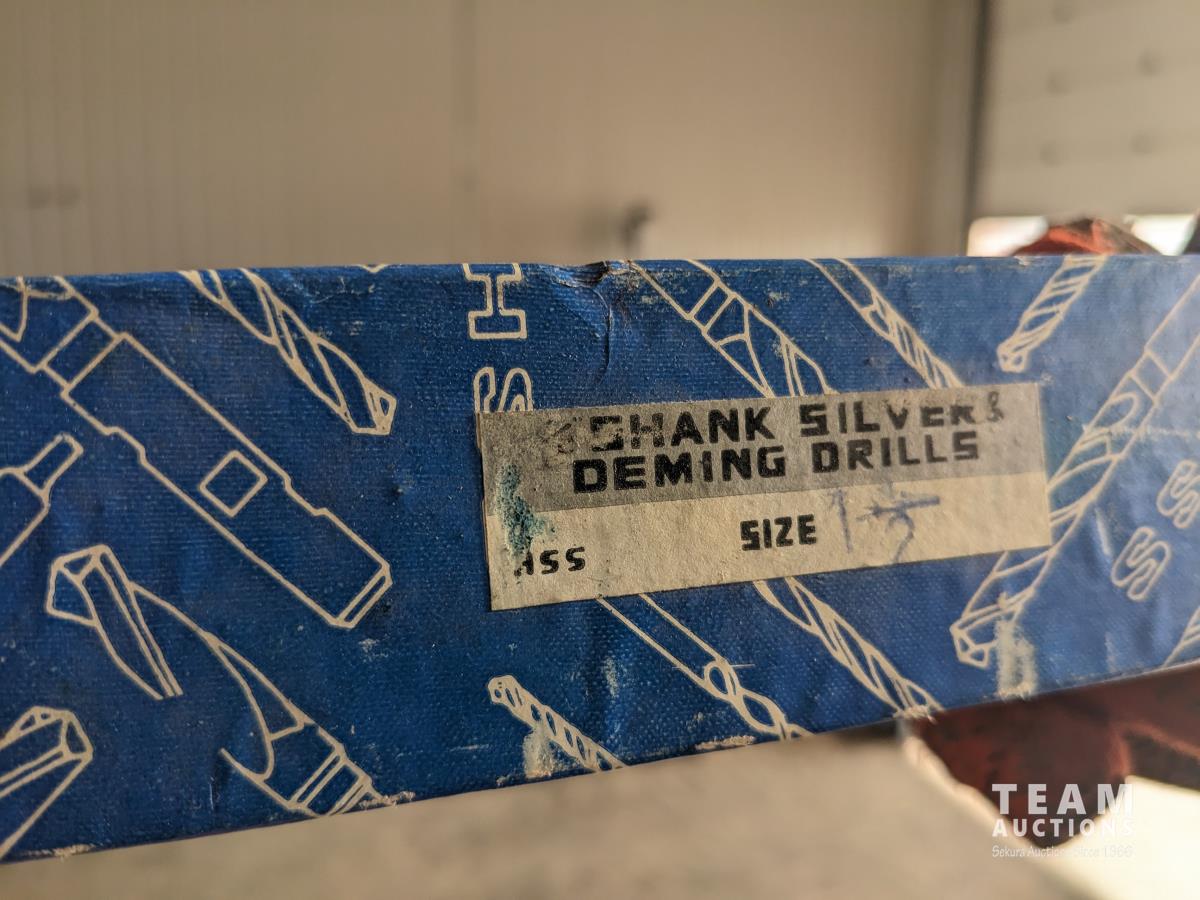 H
S
SHANK SILVER &
DEMING DRILLS
SIZE
HSS
S
S
TEAM
AUCTIONS
Sekura Auctions Since 1966